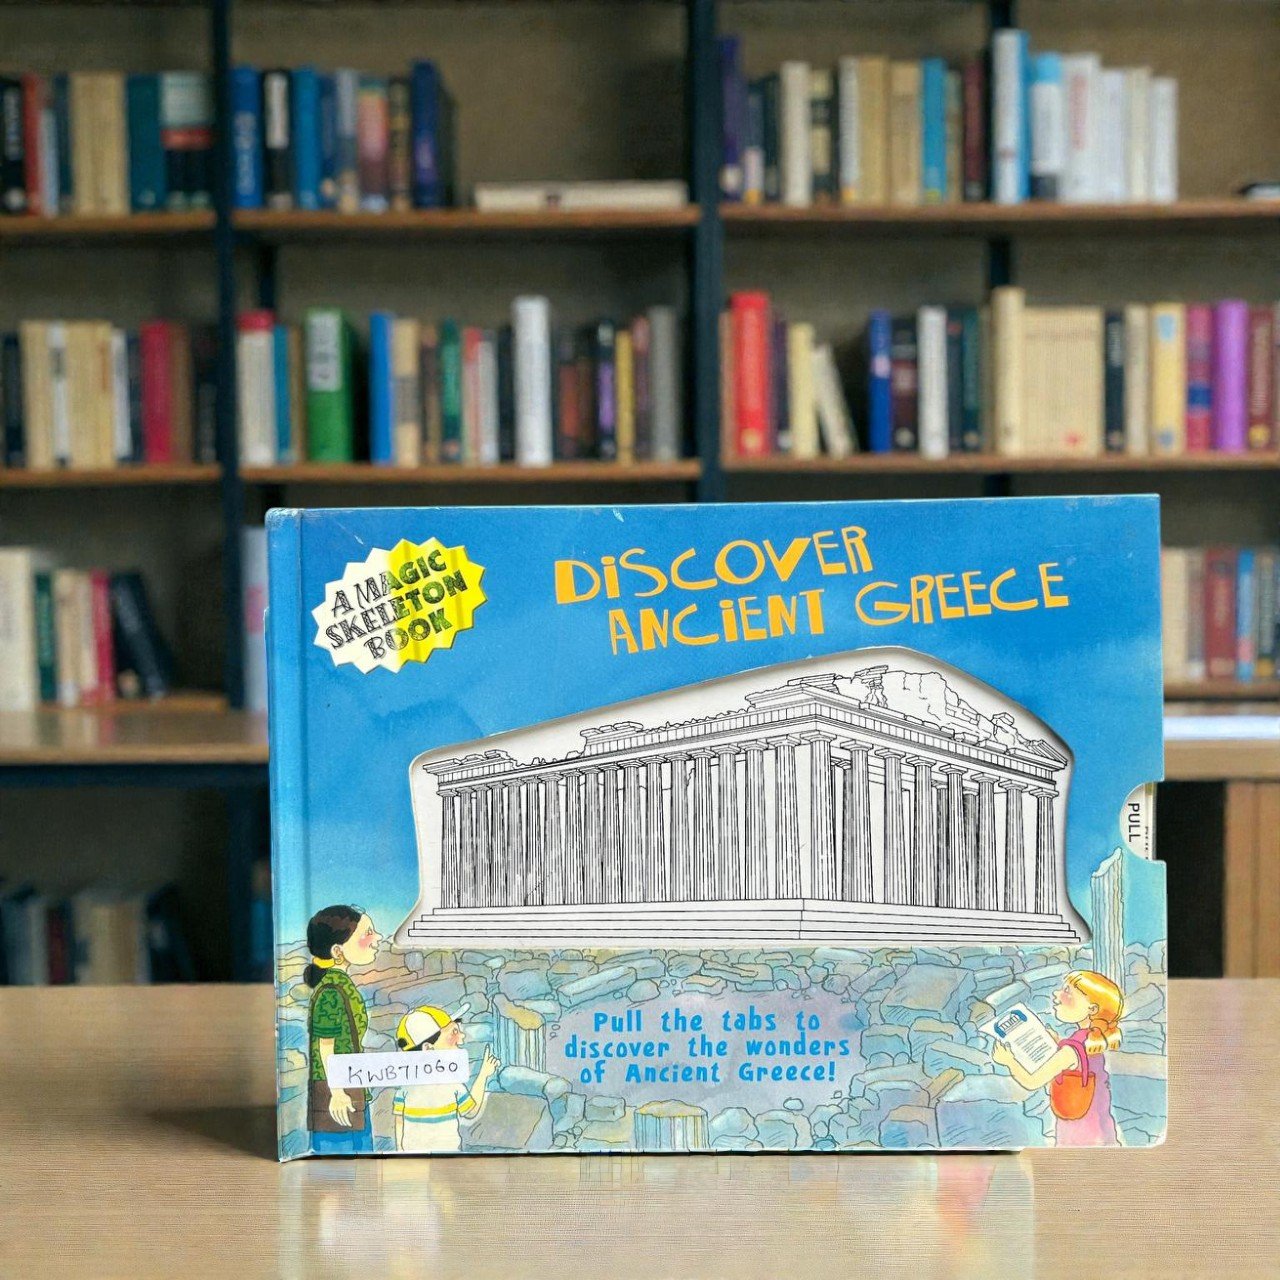 A MAGIC
SKELETON
BOOK
DiSCOVER
ANCiENT GREECE
PULL
Pull the tabs to
discover the wonders
of Ancient Greece!
KWB71060